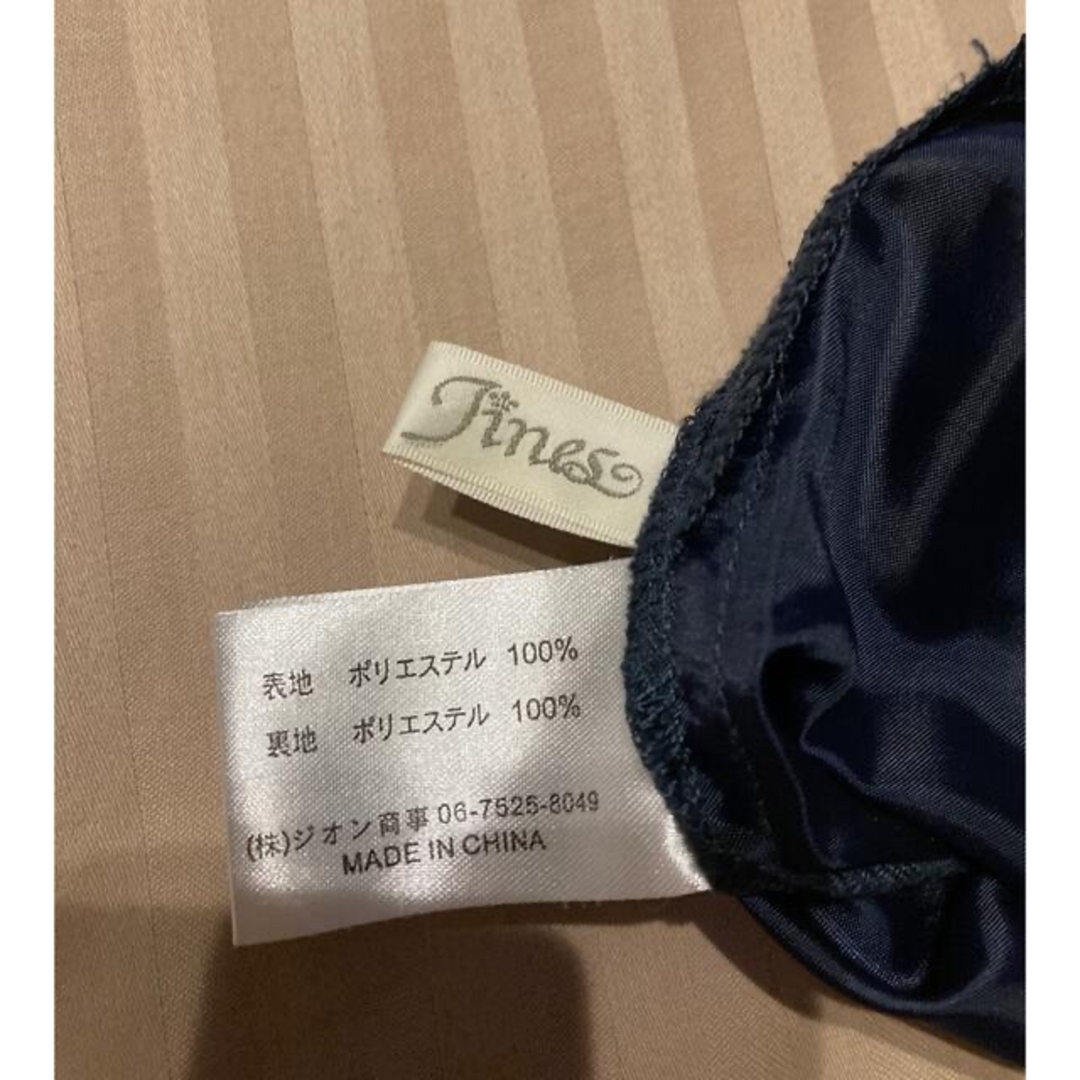 Jines
表地 ポリエステル 100%
裏地 ポリエステル 100%
(株)ジオン商事 06-7525-8049
MADE IN CHINA